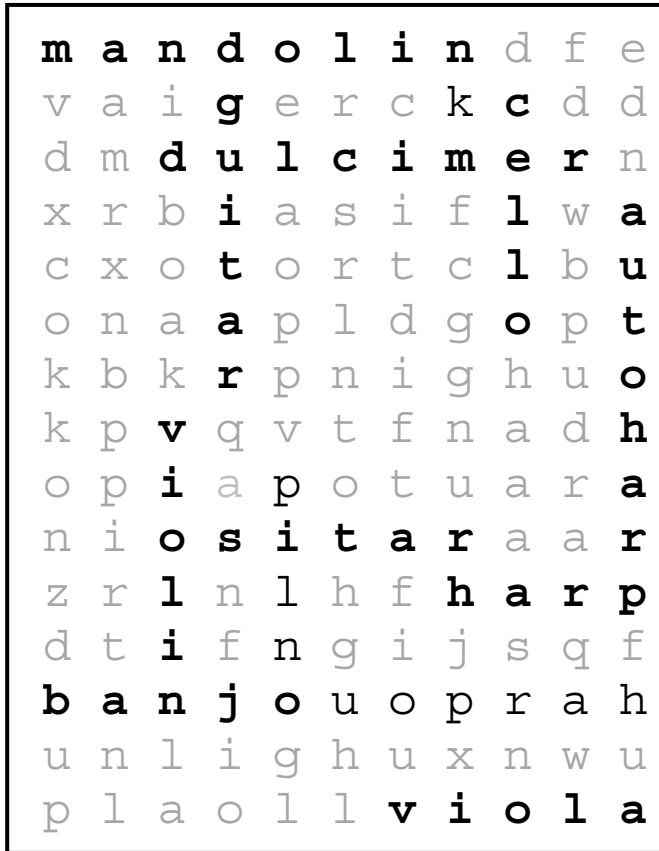 m a n d o l i n d f e
v a i g e r c k c d d
d m d u l c i m e r n
x r b i a s i f l w a
c x o t o r t c l b u
o n a a p l d g o p t
k b k r p n i g h u o
k p v q v t f n a d h
o p i a p o t u a r a
n i o s i t a r a a r
z r l n l h f h a r p
d t i f n g i j s q f
b a n j o u o p r a h
u n l i g h u x n w u
p l a o l l v i o l a